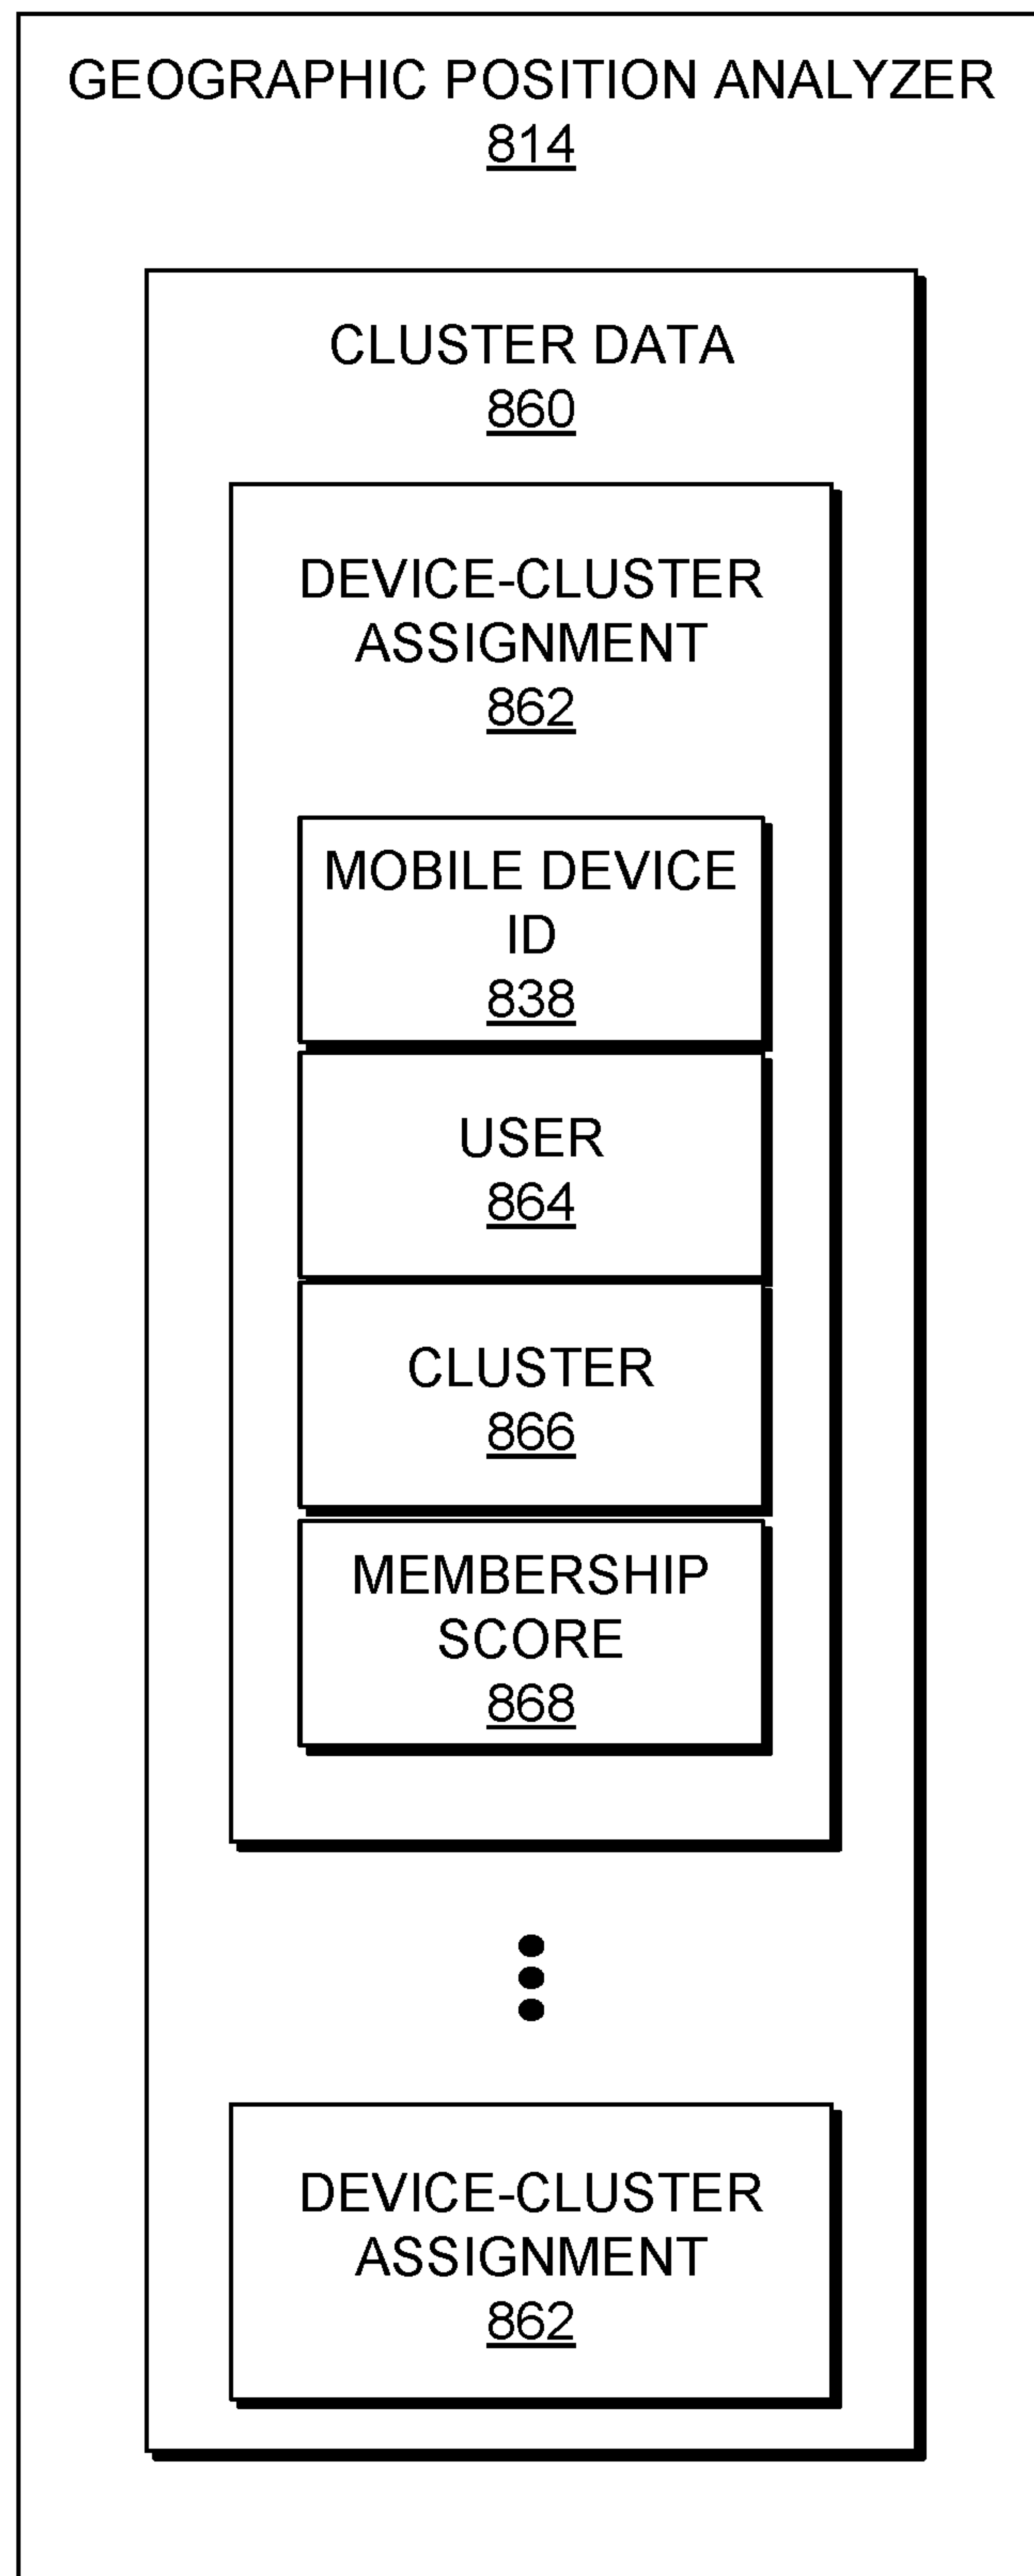 GEOGRAPHIC POSITION ANALYZER
814
CLUSTER DATA
860
DEVICE-CLUSTER
ASSIGNMENT
862
MOBILE DEVICE
ID
838
USER
864
CLUSTER
866
MEMBERSHIP
SCORE
868
DEVICE-CLUSTER
ASSIGNMENT
862